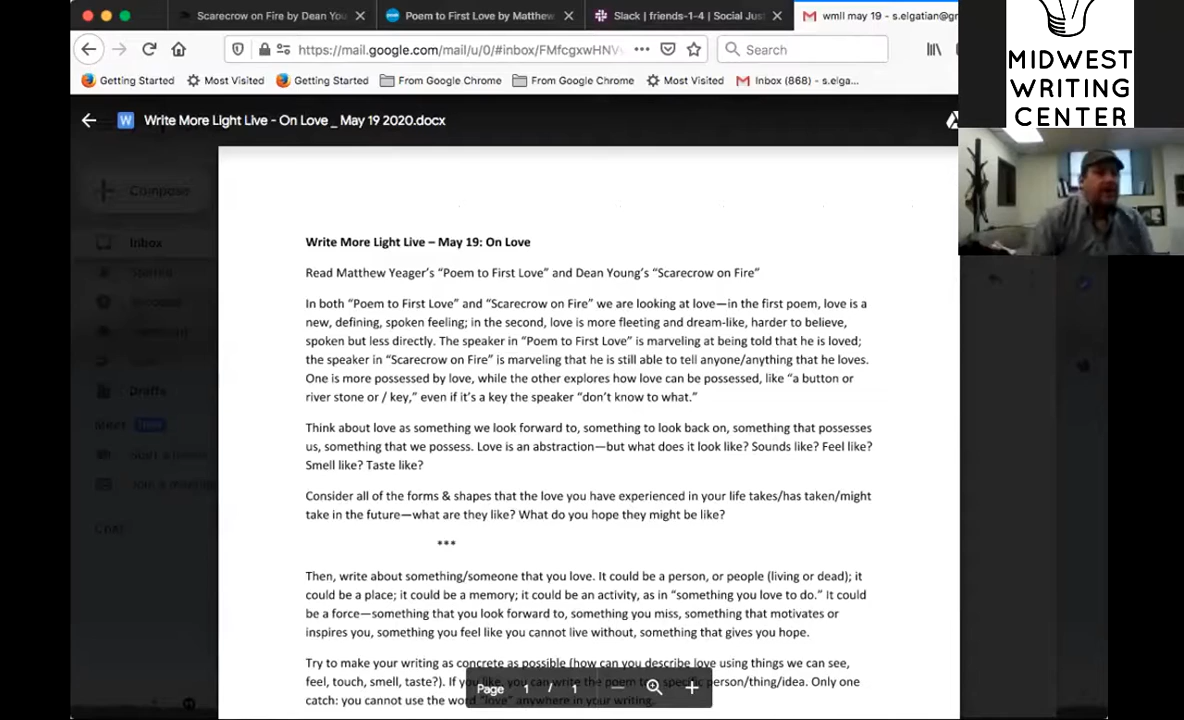 Scarecrow on Fire by Dean You
Poem to First Love by Matthew
Slack | friends-1-4 | Social Jus
wmll may 19 - s.elgatian@gr
https://mail.google.com/mail/u/0/#inbox/FMfcgxwHNV
Search
Getting Started
Most Visited
Getting Started
From Google Chrome
From Google Chrome
Most Visited
Inbox (868) - s.elga...
MIDWEST
WRITING
CENTER
W
Write More Light Live - On Love _ May 19 2020.docx
Compose
Inbox
Starred
Drafts
Meet
Chat
Write More Light Live – May 19: On Love
Read Matthew Yeager's “Poem to First Love” and Dean Young's “Scarecrow on Fire”
In both “Poem to First Love” and “Scarecrow on Fire” we are looking at love—in the first poem, love is a
new, defining, spoken feeling; in the second, love is more fleeting and dream-like, harder to believe,
spoken but less directly. The speaker in “Poem to First Love” is marveling at being told that he is loved;
the speaker in “Scarecrow on Fire” is marveling that he is still able to tell anyone/anything that he loves.
One is more possessed by love, while the other explores how love can be possessed, like “a button or
river stone or / key,” even if it's a key the speaker “don't know to what.”
Think about love as something we look forward to, something to look back on, something that possesses
us, something that we possess. Love is an abstraction—but what does it look like? Sounds like? Feel like?
Smell like? Taste like?
Consider all of the forms & shapes that the love you have experienced in your life takes/has taken/might
take in the future—what are they like? What do you hope they might be like?
***
Then, write about something/someone that you love. It could be a person, or people (living or dead); it
could be a place; it could be a memory; it could be an activity, as in “something you love to do.” It could
be a force—something that you look forward to, something you miss, something that motivates or
inspires you, something you feel like you cannot live without, something that gives you hope.
Try to make your writing as concrete as possible (how can you describe love using things we can see,
feel, touch, smell, taste?). If you like, you can write the poem to a specific person/thing/idea. Only one
catch: you cannot use the word “love” anywhere in your writing.
Page 1 / 1